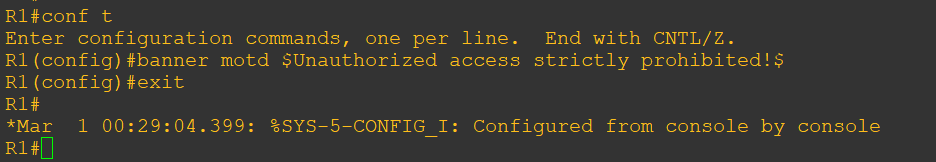 R1#conf t
Enter configuration commands, one per line.  End with CNTL/Z.
R1(config)#banner motd $Unauthorized access strictly prohibited!$
R1(config)#exit
R1#
*Mar  1 00:29:04.399: %SYS-5-CONFIG_I: Configured from console by console
R1#